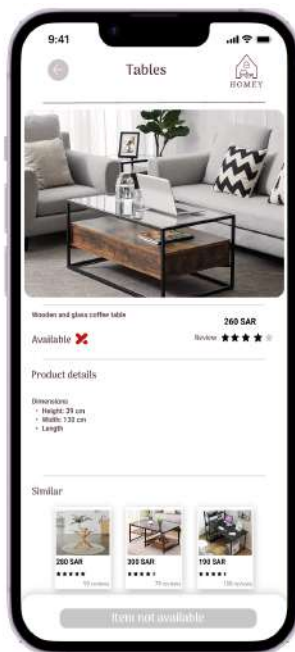 9:41
Tables
HOMEY
Wooden and glass coffee table
260 SAR
Available
Review
Product details
Dimensions
• Height: 39 cm
• Width: 130 cm
• Length
Similar
280 SAR
300 SAR
190 SAR
Item not available